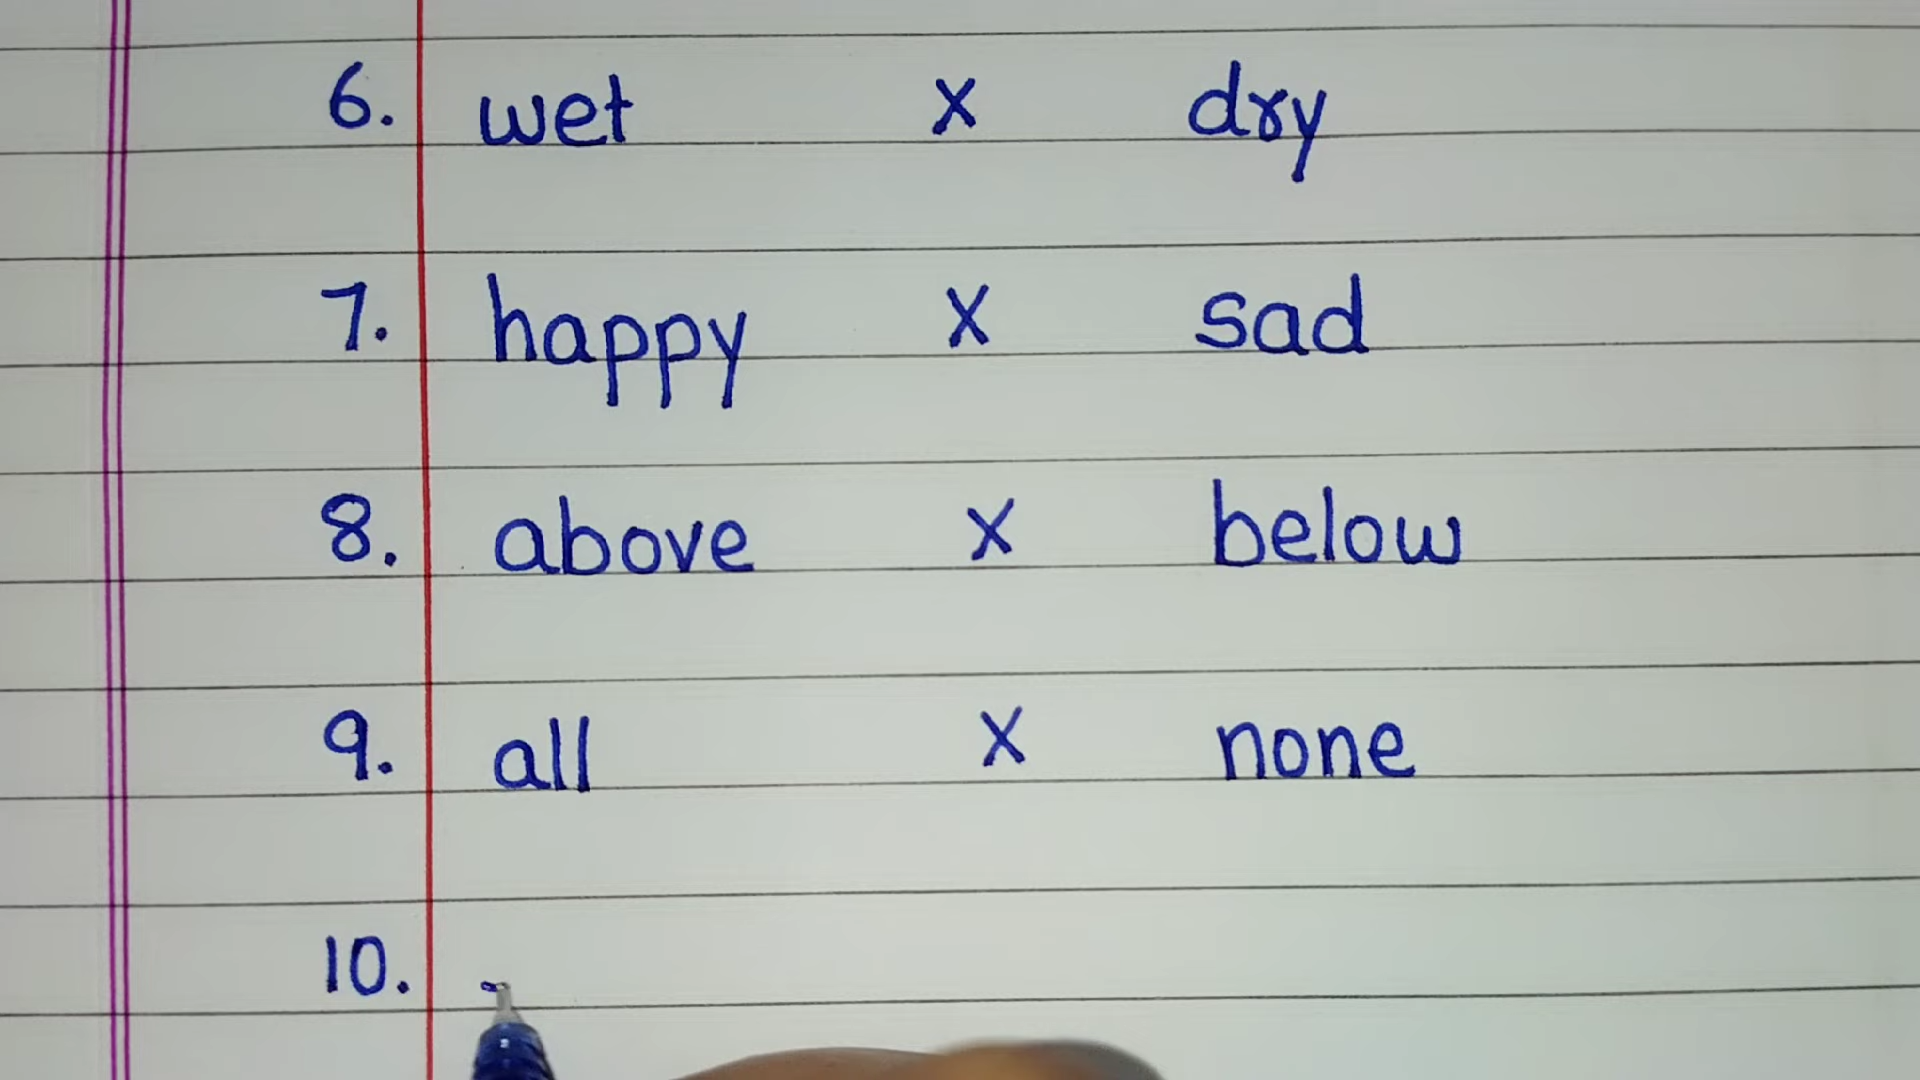 6. wet x dry
7. happy x sad
8. above x below
9. all x none
10.